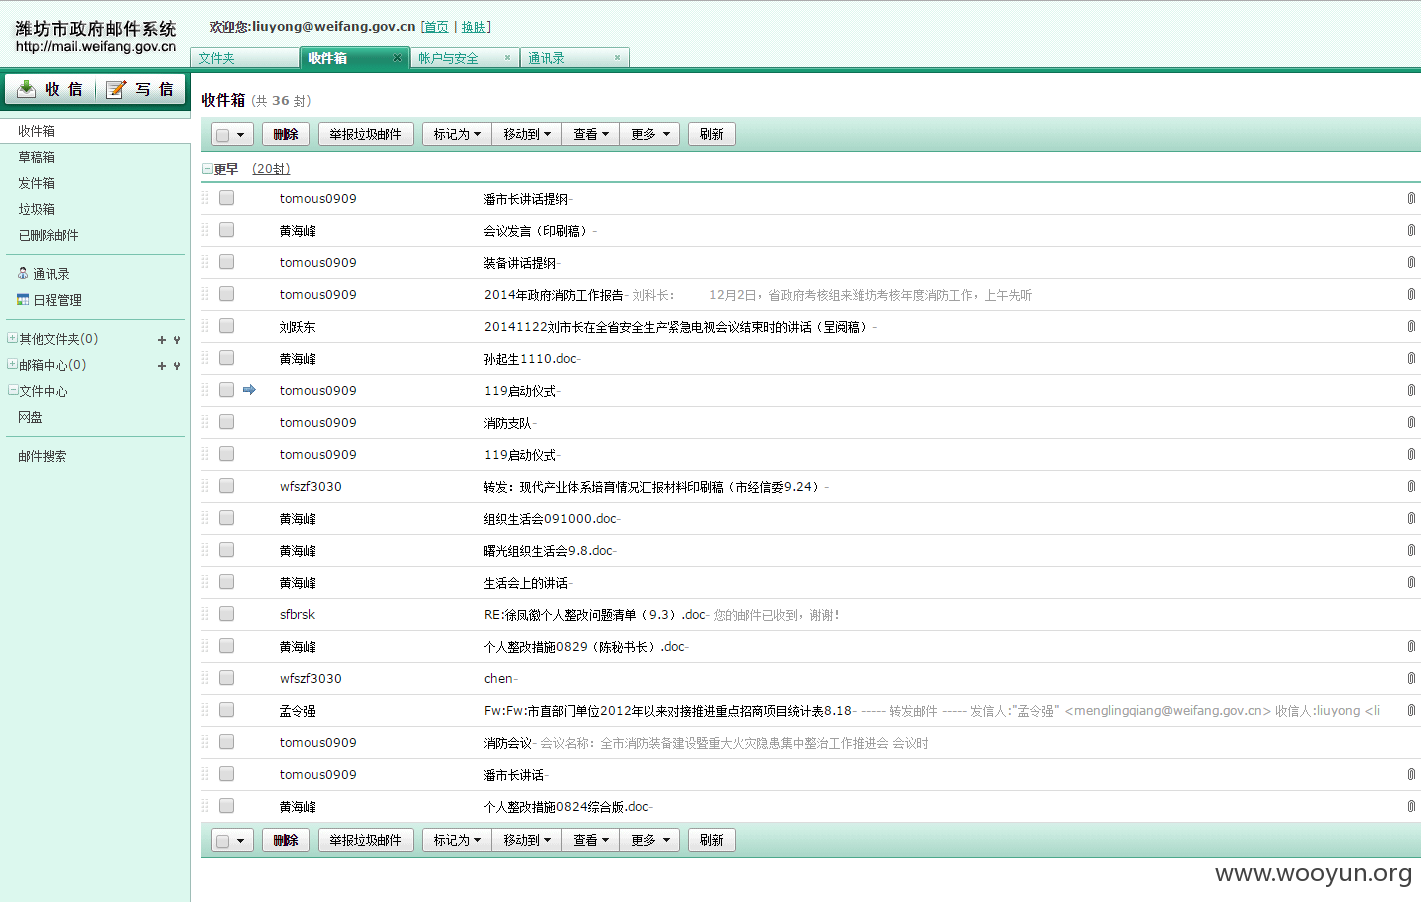 潍坊市政府邮件系统
http://mail.weifang.gov.cn
欢迎您:liuyong@weifang.gov.cn [首页 | 换肤]
文件夹 收件箱 × 帐户与安全 × 通讯录 ×
收 信 写 信
收件箱
草稿箱
发件箱
垃圾箱
已删除邮件
通讯录
日程管理
其他文件夹(0)
邮箱中心(0)
文件中心
网盘
邮件搜索
收件箱 (共 36 封)
删除 举报垃圾邮件 标记为 移动到 查看 更多 刷新
更早 (20封)
tomous0909 潘市长讲话提纲-
黄海峰 会议发言（印刷稿）-
tomous0909 装备讲话提纲-
tomous0909 2014年政府消防工作报告- 刘科长： 12月2日，省政府考核组来潍坊考核年度消防工作，上午先听
刘跃东 20141122刘市长在全省安全生产紧急电视会议结束时的讲话（呈阅稿）-
黄海峰 孙起生1110.doc-
tomous0909 119启动仪式-
tomous0909 消防支队-
tomous0909 119启动仪式-
wfszf3030 转发：现代产业体系培育情况汇报材料印刷稿（市经信委9.24）-
黄海峰 组织生活会091000.doc-
黄海峰 曙光组织生活会9.8.doc-
黄海峰 生活会上的讲话-
sfbrsk RE:徐凤徽个人整改问题清单（9.3）.doc- 您的邮件已收到，谢谢！
黄海峰 个人整改措施0829（陈秘书长）.doc-
wfszf3030 chen-
孟令强 Fw:Fw:市直部门单位2012年以来对接推进重点招商项目统计表8.18- ----- 转发邮件 ----- 发信人:"孟令强" <menglingqiang@weifang.gov.cn> 收信人:liuyong <li
tomous0909 消防会议- 会议名称：全市消防装备建设暨重大火灾隐患集中整治工作推进会 会议时
tomous0909 潘市长讲话-
黄海峰 个人整改措施0824综合版.doc-
删除 举报垃圾邮件 标记为 移动到 查看 更多 刷新
www.wooyun.org